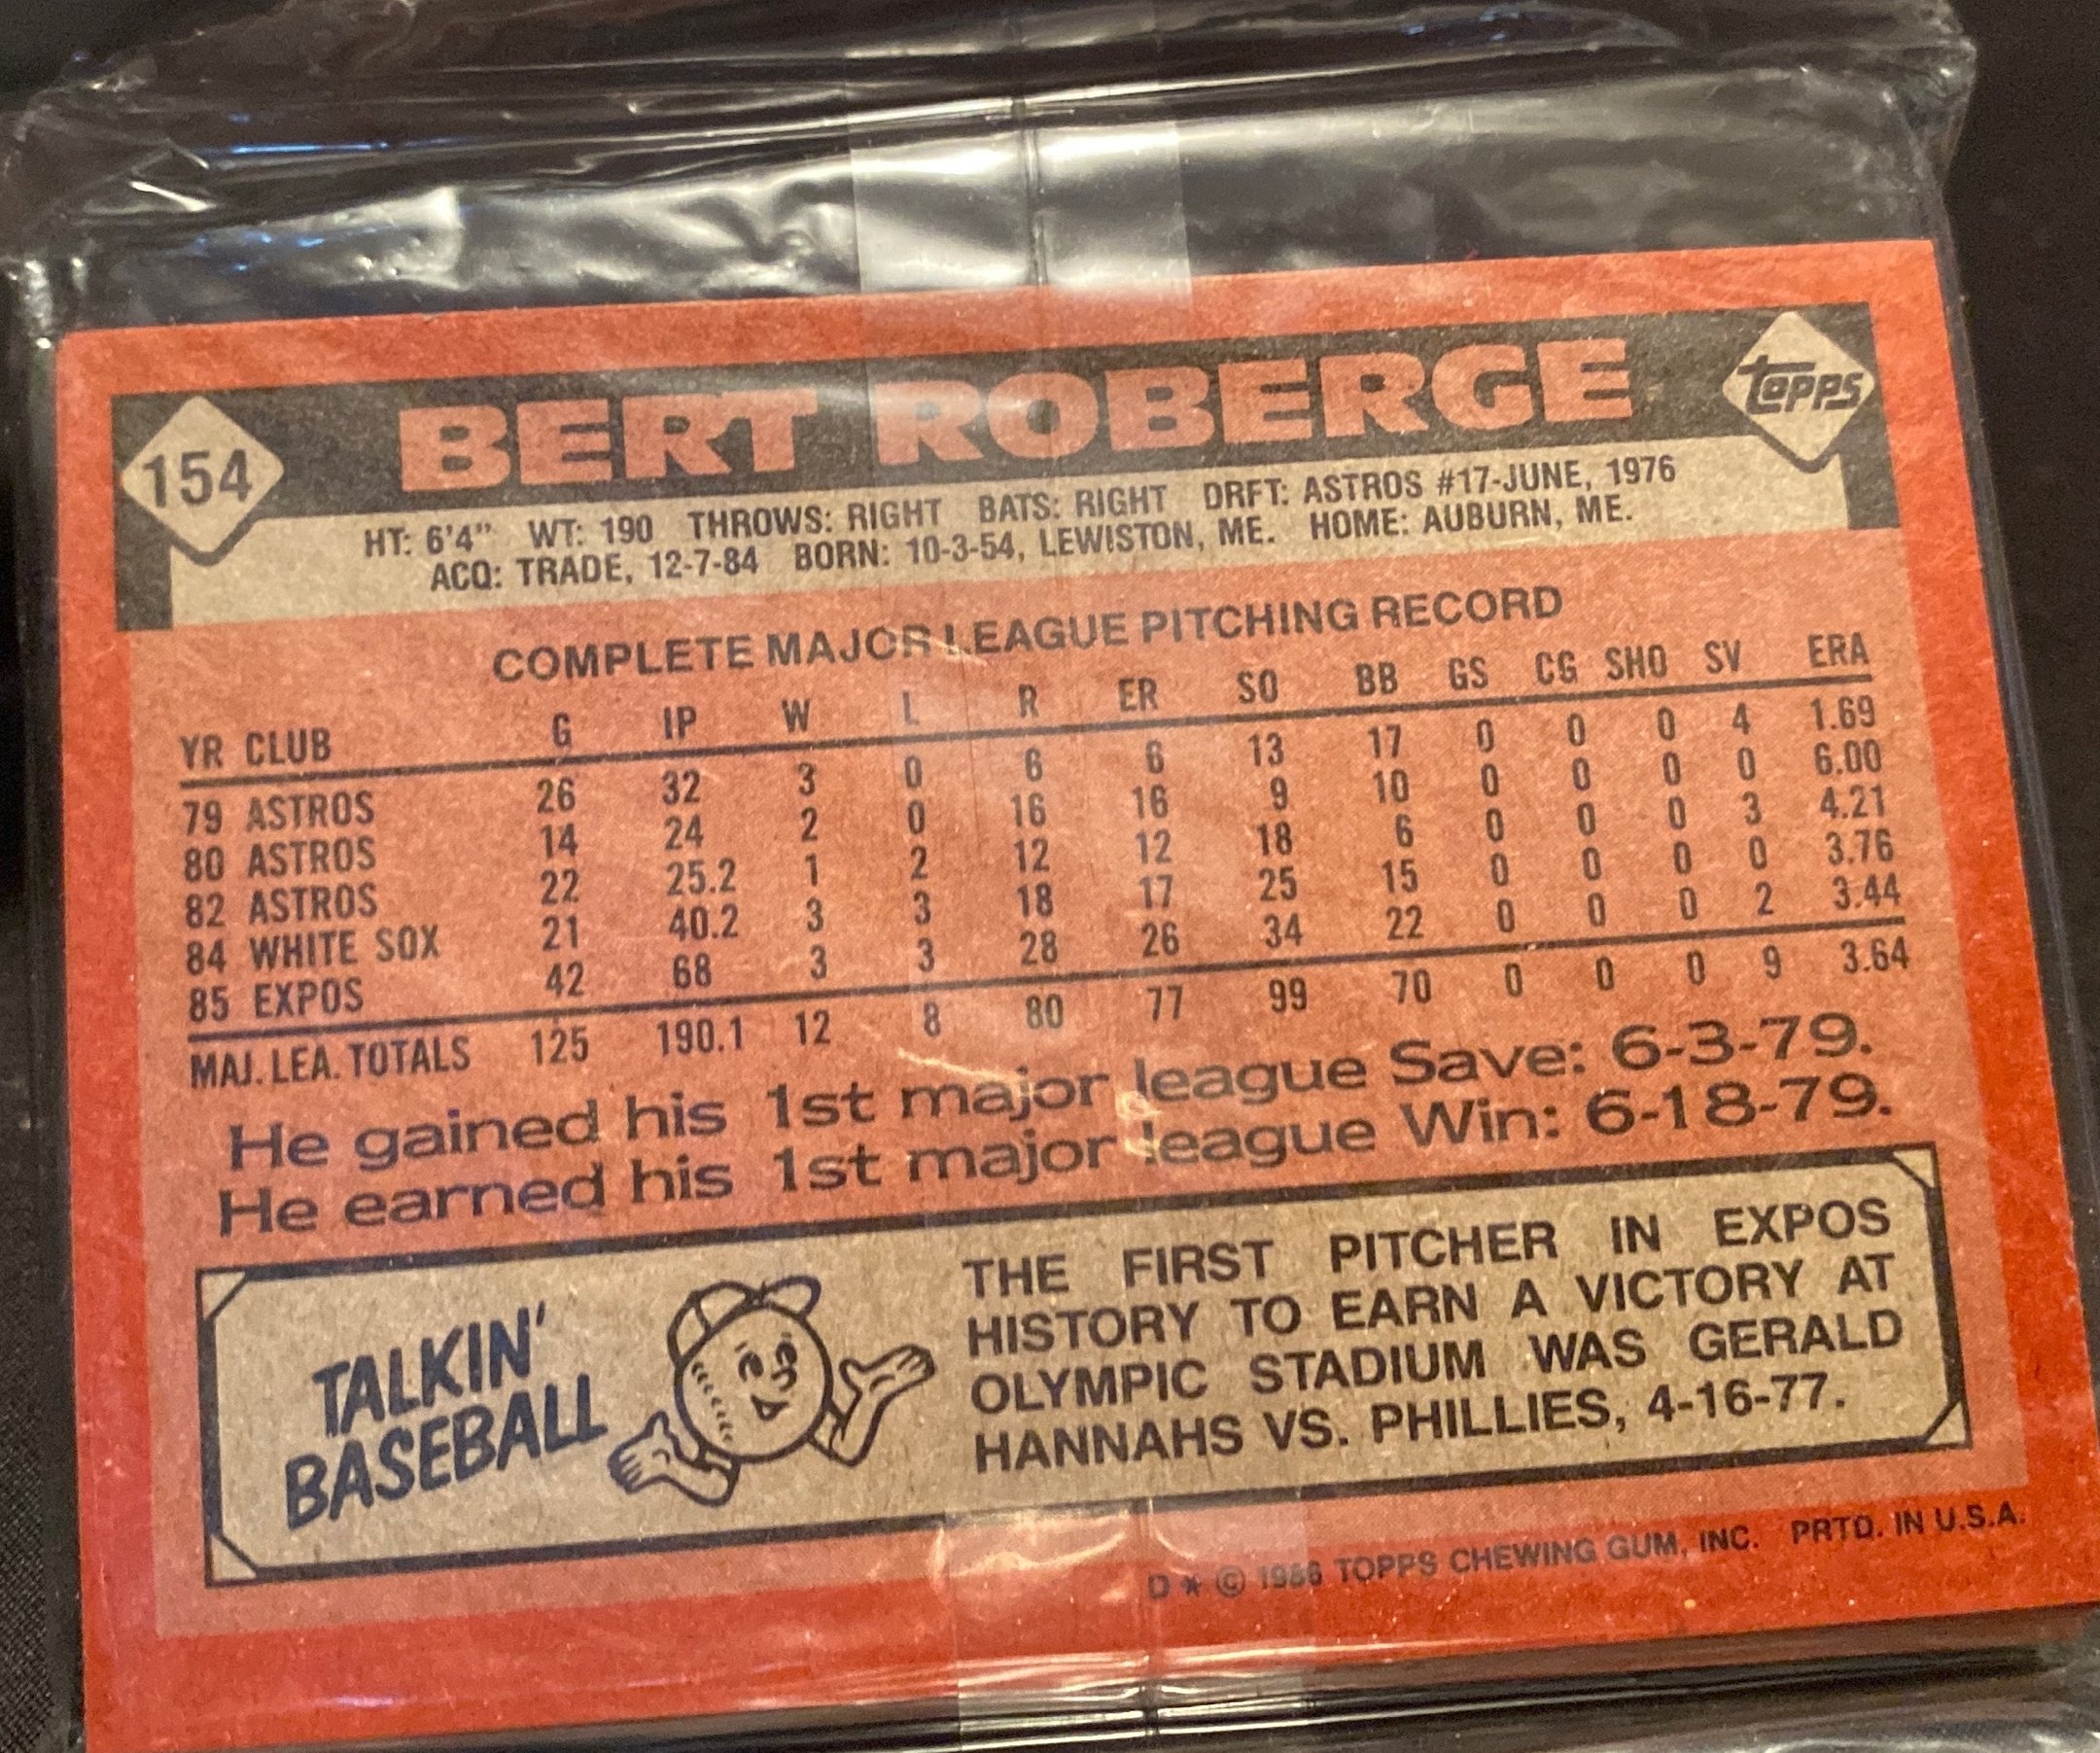 154
BERT ROBERGE
topps
HT: 6'4" WT: 190 THROWS: RIGHT BATS: RIGHT DRFT: ASTROS #17-JUNE, 1976
ACQ: TRADE, 12-7-84 BORN: 10-3-54, LEWISTON, ME. HOME: AUBURN, ME.
COMPLETE MAJOR LEAGUE PITCHING RECORD
YR CLUB G IP W L R ER SO BB GS CG SHO SV ERA
79 ASTROS 26 32 3 0 6 6 13 17 0 0 0 4 1.69
80 ASTROS 14 24 2 0 16 16 9 10 0 0 0 0 6.00
82 ASTROS 22 25.2 1 2 12 12 18 6 0 0 0 3 4.21
84 WHITE SOX 21 40.2 3 3 18 17 25 15 0 0 0 0 3.76
85 EXPOS 42 68 3 3 28 26 34 22 0 0 0 2 3.44
MAJ. LEA. TOTALS 125 190.1 12 8 80 77 99 70 0 0 0 9 3.64
He gained his 1st major league Save: 6-3-79.
He earned his 1st major league Win: 6-18-79.
TALKIN'
BASEBALL
THE FIRST PITCHER IN EXPOS
HISTORY TO EARN A VICTORY AT
OLYMPIC STADIUM WAS GERALD
HANNAHS VS. PHILLIES, 4-16-77.
D * © 1986 TOPPS CHEWING GUM, INC. PRTD. IN U.S.A.